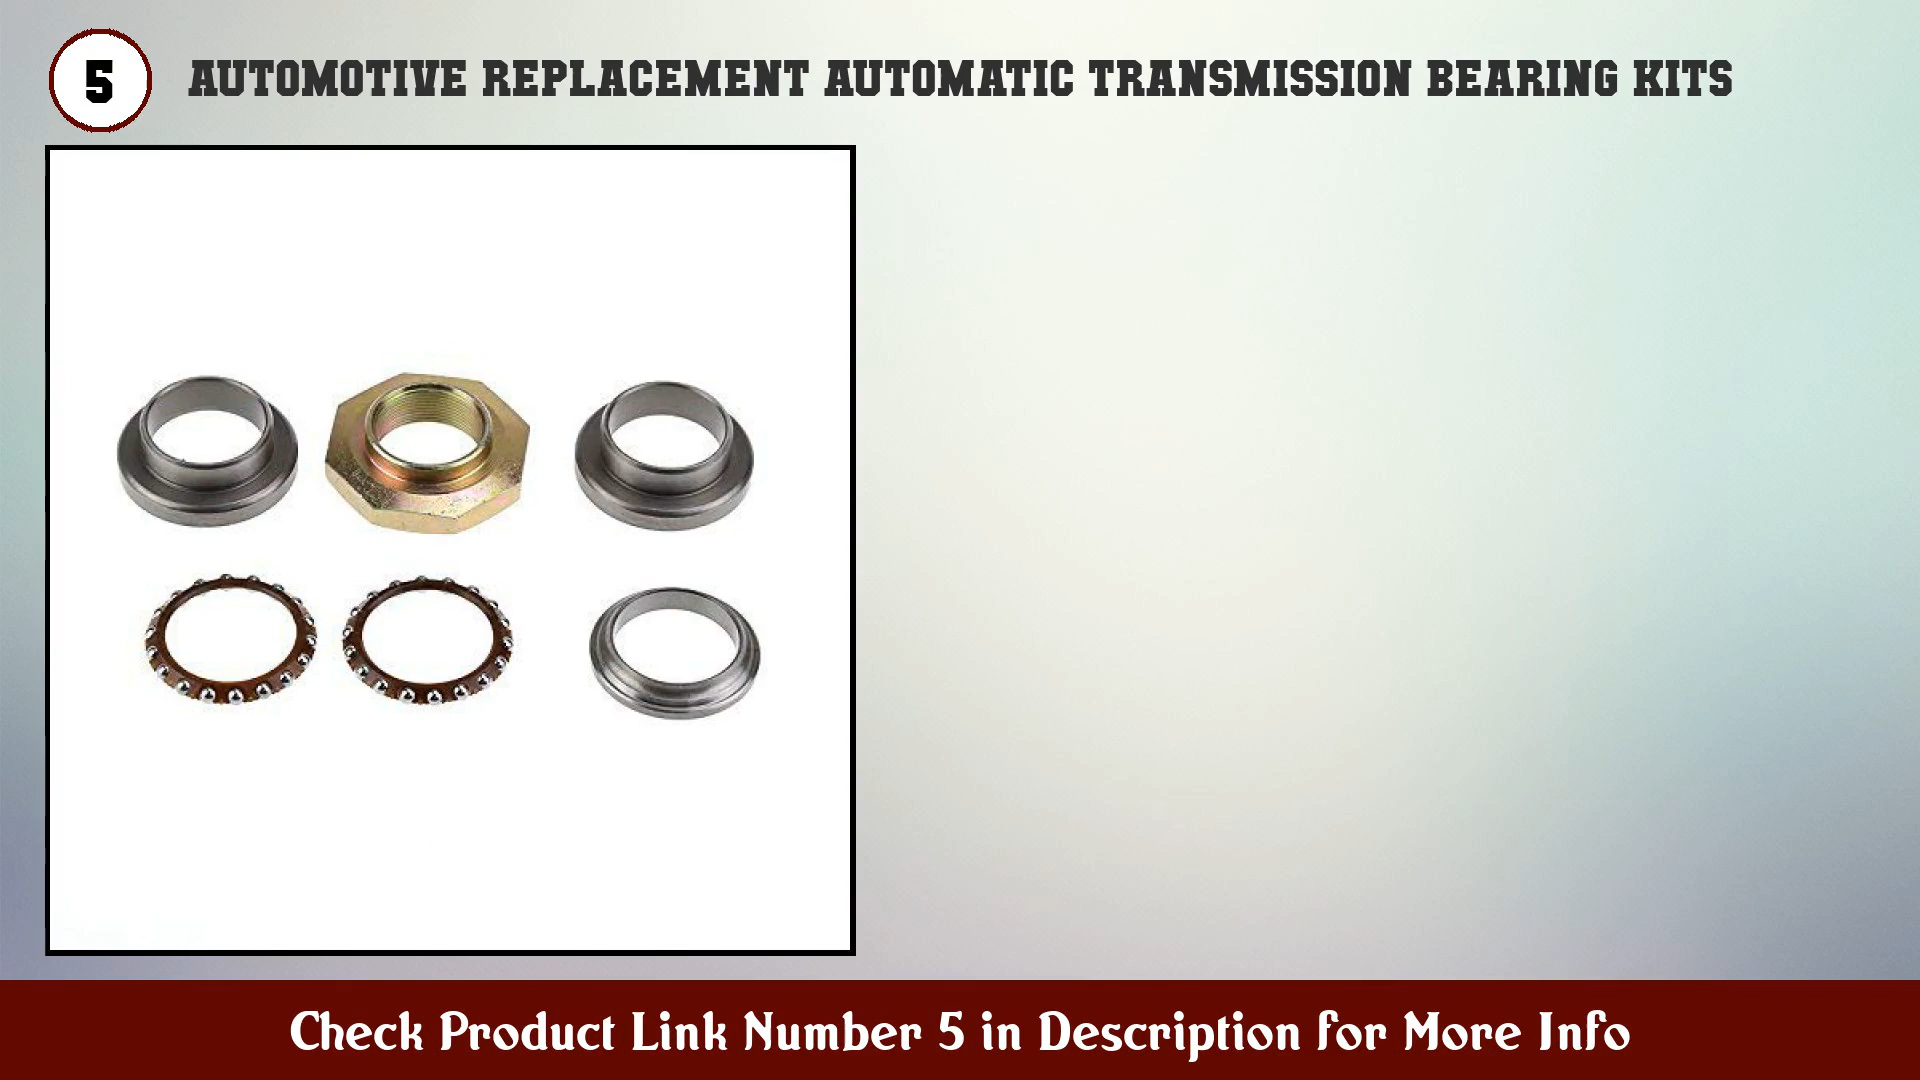 5
AUTOMOTIVE REPLACEMENT AUTOMATIC TRANSMISSION BEARING KITS
Check Product Link Number 5 in Description for More Info